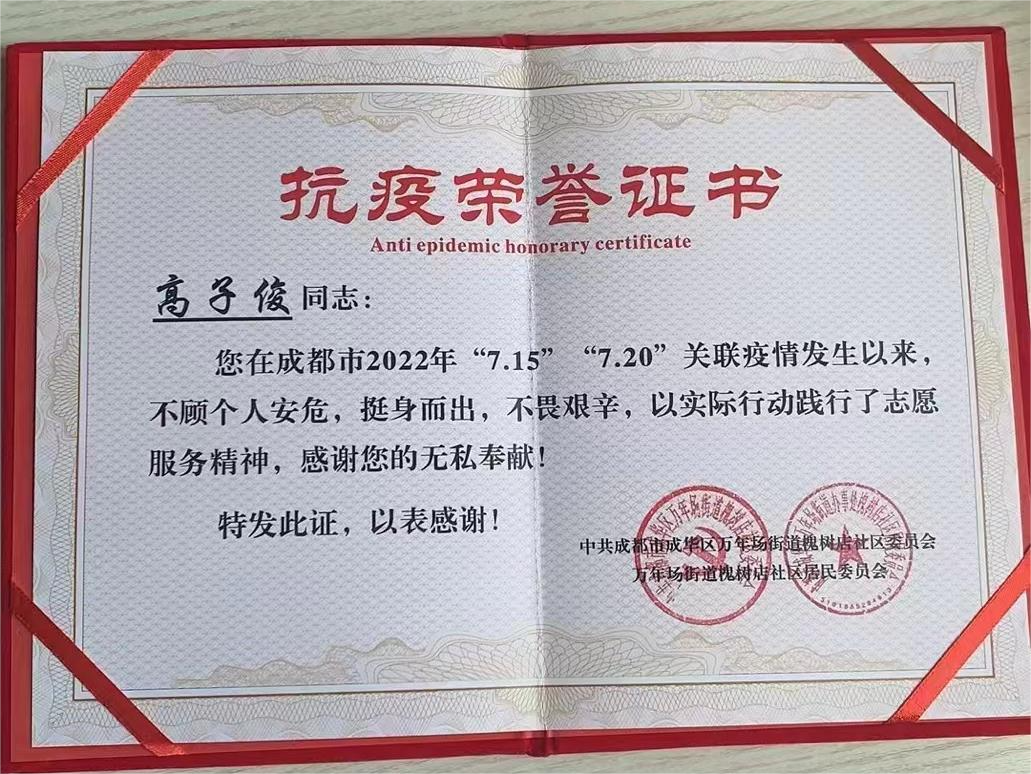 抗疫荣誉证书
Anti epidemic honorary certificate
高子俊同志：
您在成都市2022年“7.15”“7.20”关联疫情发生以来，
不顾个人安危，挺身而出，不畏艰辛，以实际行动践行了志愿
服务精神，感谢您的无私奉献！
特发此证，以表感谢！
中共成都市成华区万年场街道槐树店社区委员会
万年场街道槐树店社区居民委员会